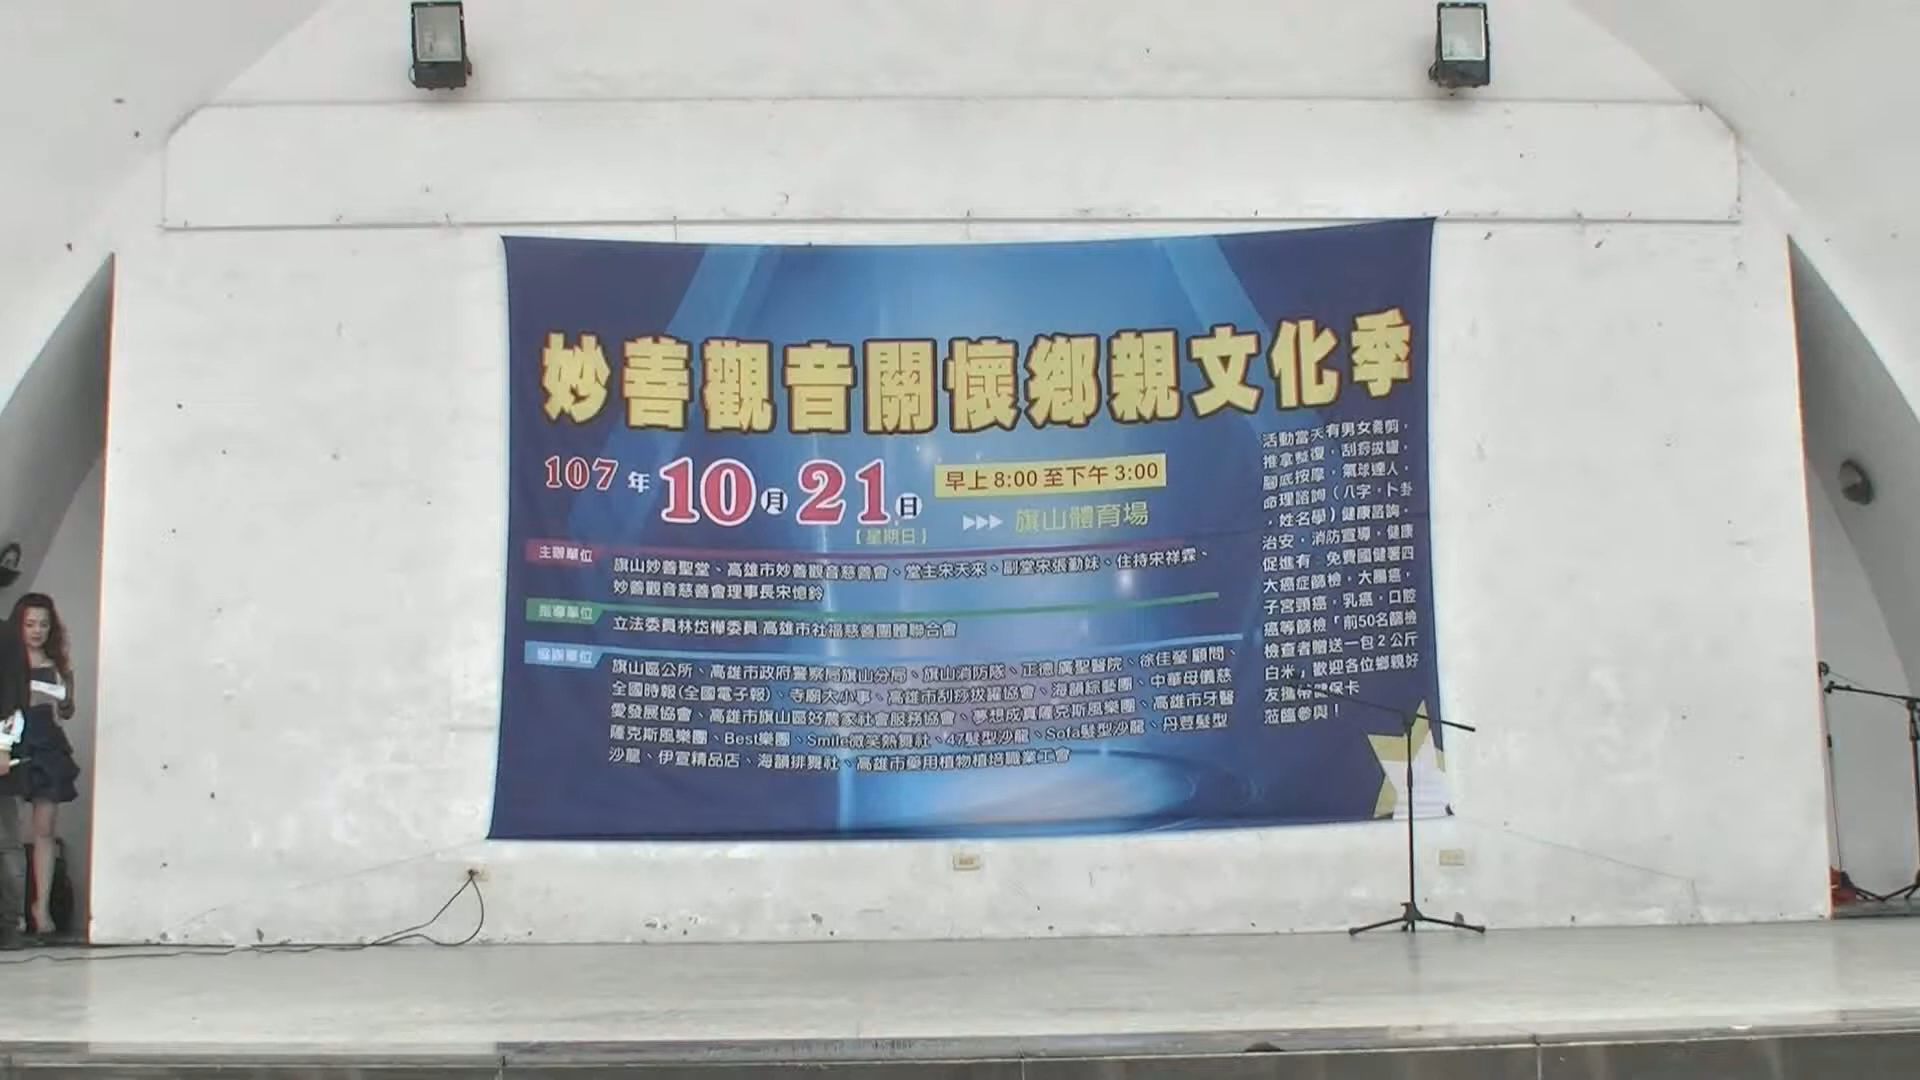 妙善觀音關懷鄉親文化季
107年10月21日
【星期日】
早上8:00至下午3:00
旗山體育場
主辦單位
旗山妙善聖堂、高雄市妙善觀音慈善會、堂主宋天來、副堂宋張勤妹、住持宋祥霖、
妙善觀音慈善會理事長宋憶鈴
指導單位
立法委員林岱樺委員 高雄市社福慈善團體聯合會
協辦單位
旗山區公所、高雄市政府警察局旗山分局、旗山消防隊、正德廣聖醫院、徐佳瑩顧問、
全國時報(全國電子報)、寺廟大小事、高雄市刮痧拔罐協會、海韻綜藝團、中華母儀慈
愛發展協會、高雄市旗山區好農家社會服務協會、夢想成真薩克斯風樂團、高雄市牙醫
薩克斯風樂團、Best樂團、Smile微笑熱舞社、47髮型沙龍、Sofa髮型沙龍、丹荳髮型
沙龍、伊宣精品店、海韻排舞社、高雄市藥用植物植培職業工會
活動當天有男女義剪，
推拿整復，刮痧拔罐，
腳底按摩，氣球達人，
命理諮詢（八字，卜卦
，姓名學）健康諮詢，
治安，消防宣導，健康
促進有 免費國健署四
大癌症篩檢，大腸癌，
子宮頸癌，乳癌，口腔
癌等篩檢「前50名篩檢
檢查者贈送一包2公斤
白米」歡迎各位鄉親好
友攜帶健保卡
蒞臨參與！